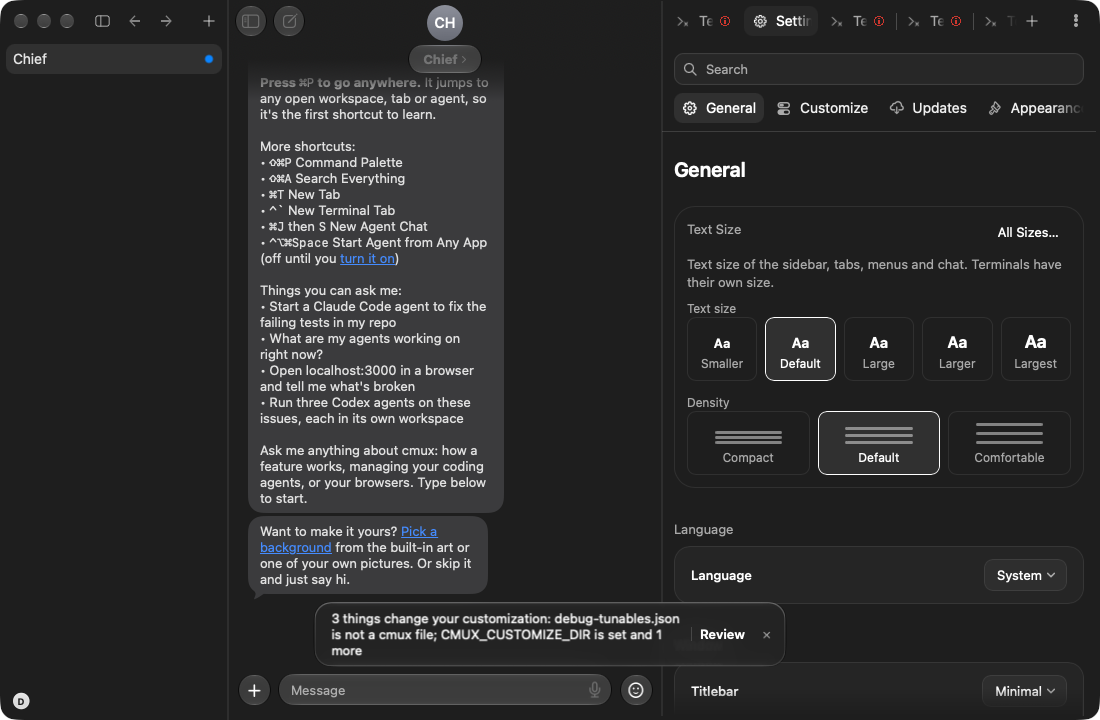 Chief
CH
Chief ›
Press ⌘P to go anywhere. It jumps to
any open workspace, tab or agent, so
it's the first shortcut to learn.
More shortcuts:
• ⇧⌘P Command Palette
• ⇧⌘A Search Everything
• ⌘T New Tab
• ^` New Terminal Tab
• ⌘J then S New Agent Chat
• ^⌥⌘Space Start Agent from Any App
(off until you turn it on)
Things you can ask me:
• Start a Claude Code agent to fix the
failing tests in my repo
• What are my agents working on
right now?
• Open localhost:3000 in a browser
and tell me what's broken
• Run three Codex agents on these
issues, each in its own workspace
Ask me anything about cmux: how a
feature works, managing your coding
agents, or your browsers. Type below
to start.
Want to make it yours? Pick a
background from the built-in art or
one of your own pictures. Or skip it
and just say hi.
3 things change your customization: debug-tunables.json
is not a cmux file; CMUX_CUSTOMIZE_DIR is set and 1
more
Review
Message
D
Te
Settin
Te
Te
T
Search
General
Customize
Updates
Appearanc
General
Text Size
All Sizes...
Text size of the sidebar, tabs, menus and chat. Terminals have
their own size.
Text size
Aa Aa Aa Aa Aa
Smaller Default Large Larger Largest
Density
Compact Default Comfortable
Language
Language System
Titlebar Minimal